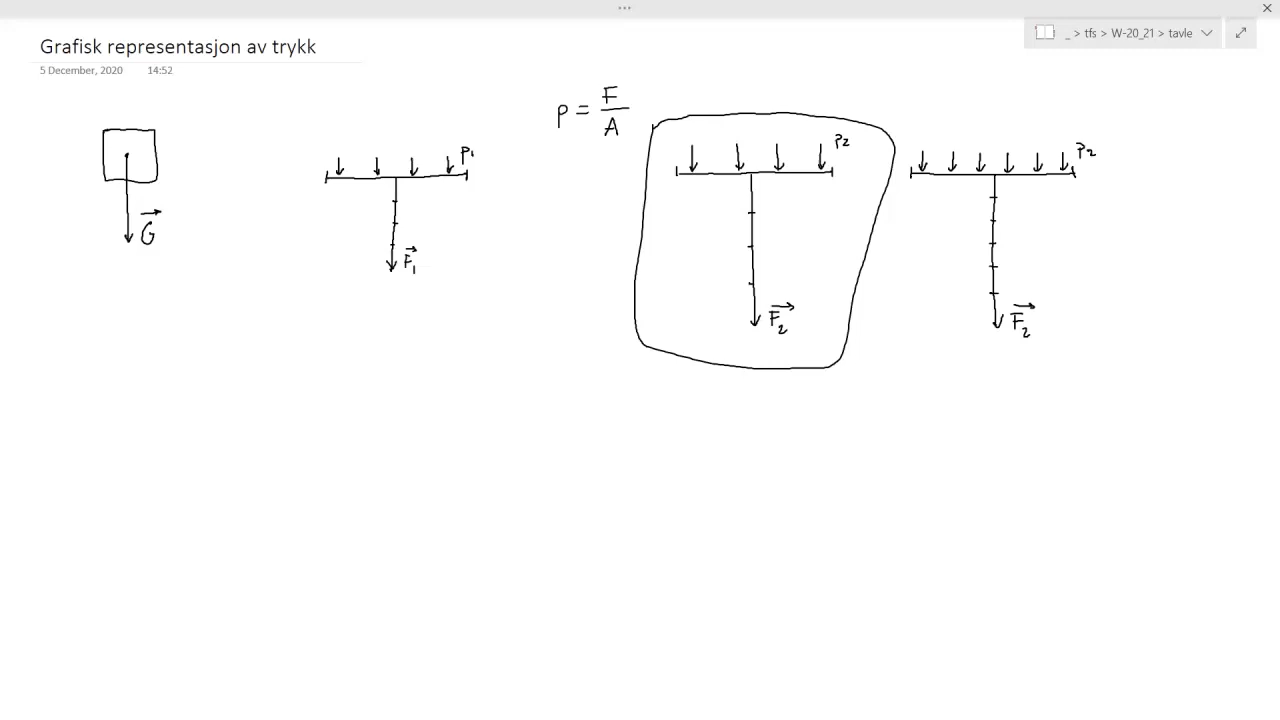 _ > tfs > W-20_21 > tavle
Grafisk representasjon av trykk
5 December, 2020 14:52
p = F/A
G
P1
F1
P2
F2
P2
F2